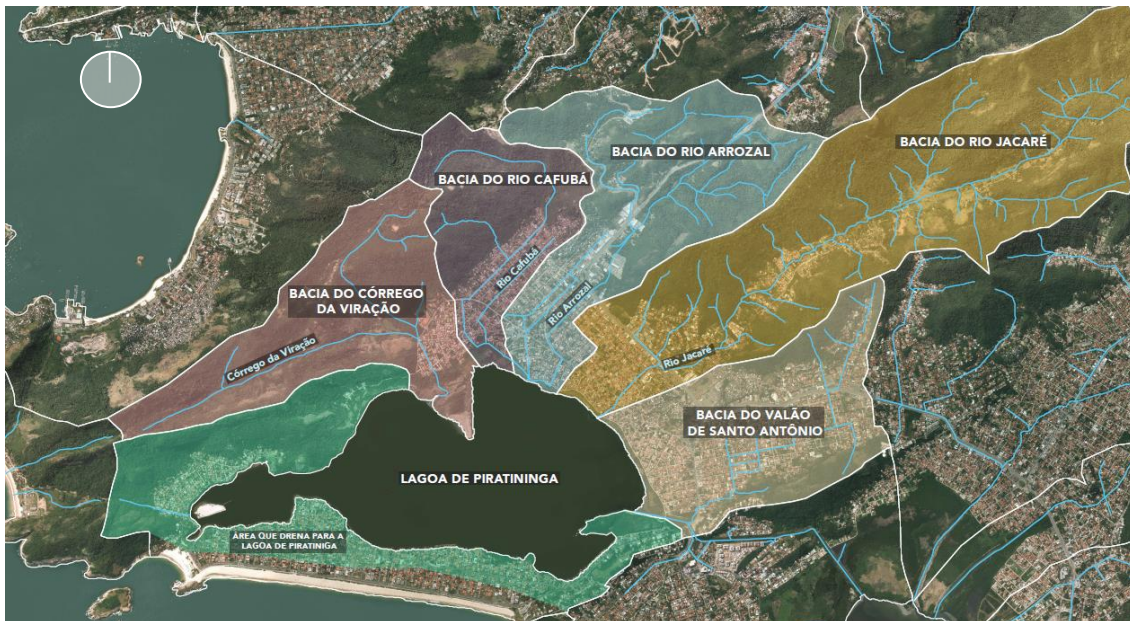 BACIA DO RIO JACARÉ
BACIA DO RIO ARROZAL
BACIA DO RIO CAFUBÁ
Rio Cafubá
Rio Arrozal
BACIA DO CÓRREGO
DA VIRAÇÃO
Córrego da Viração
Rio Jacaré
BACIA DO VALÃO
DE SANTO ANTÔNIO
LAGOA DE PIRATININGA
ÁREA QUE DRENA PARA A
LAGOA DE PIRATINIGA